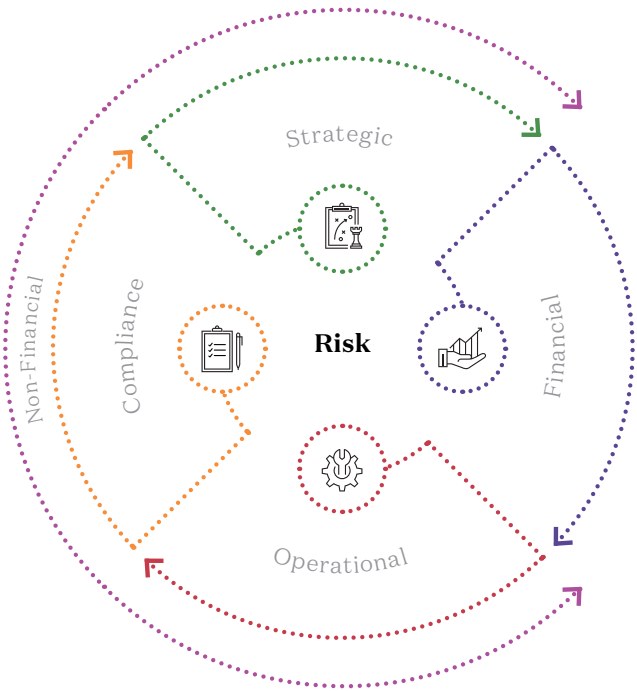 Strategic
Non-Financial
Compliance
Risk
Financial
Operational